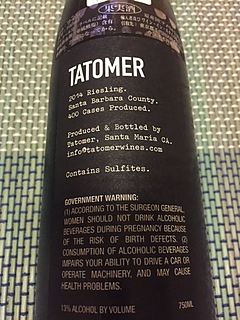 果実酒
TATOMER
2014 Riesling.
Santa Barbara County.
400 Cases Produced.
Produced & Bottled by
Tatomer, Santa Maria CA.
info@tatomerwines.com
Contains Sulfites.
GOVERNMENT WARNING:
(1) ACCORDING TO THE SURGEON GENERAL
WOMEN SHOULD NOT DRINK ALCOHOLIC
BEVERAGES DURING PREGNANCY BECAUSE
OF THE RISK OF BIRTH DEFECTS. (2)
CONSUMPTION OF ALCOHOLIC BEVERAGES
IMPAIRS YOUR ABILITY TO DRIVE A CAR OR
OPERATE MACHINERY, AND MAY CAUSE
HEALTH PROBLEMS.
13% ALCOHOL BY VOLUME 750ML